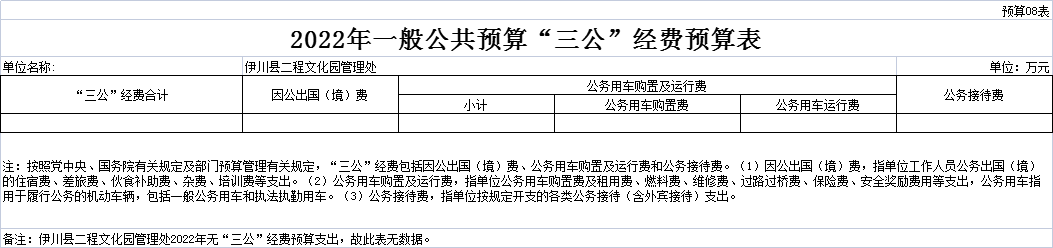 预算08表
2022年一般公共预算“三公”经费预算表
单位名称: 伊川县二程文化园管理处 单位：万元
“三公”经费合计 因公出国（境）费 公务用车购置及运行费 公务接待费
小计 公务用车购置费 公务用车运行费
注：按照党中央、国务院有关规定及部门预算管理有关规定，“三公”经费包括因公出国（境）费、公务用车购置及运行费和公务接待费。（1）因公出国（境）费，指单位工作人员公务出国（境）
的住宿费、差旅费、伙食补助费、杂费、培训费等支出。（2）公务用车购置及运行费，指单位公务用车购置费及租用费、燃料费、维修费、过路过桥费、保险费、安全奖励费用等支出，公务用车指
用于履行公务的机动车辆，包括一般公务用车和执法执勤用车。（3）公务接待费，指单位按规定开支的各类公务接待（含外宾接待）支出。
备注：伊川县二程文化园管理处2022年无“三公”经费预算支出，故此表无数据。